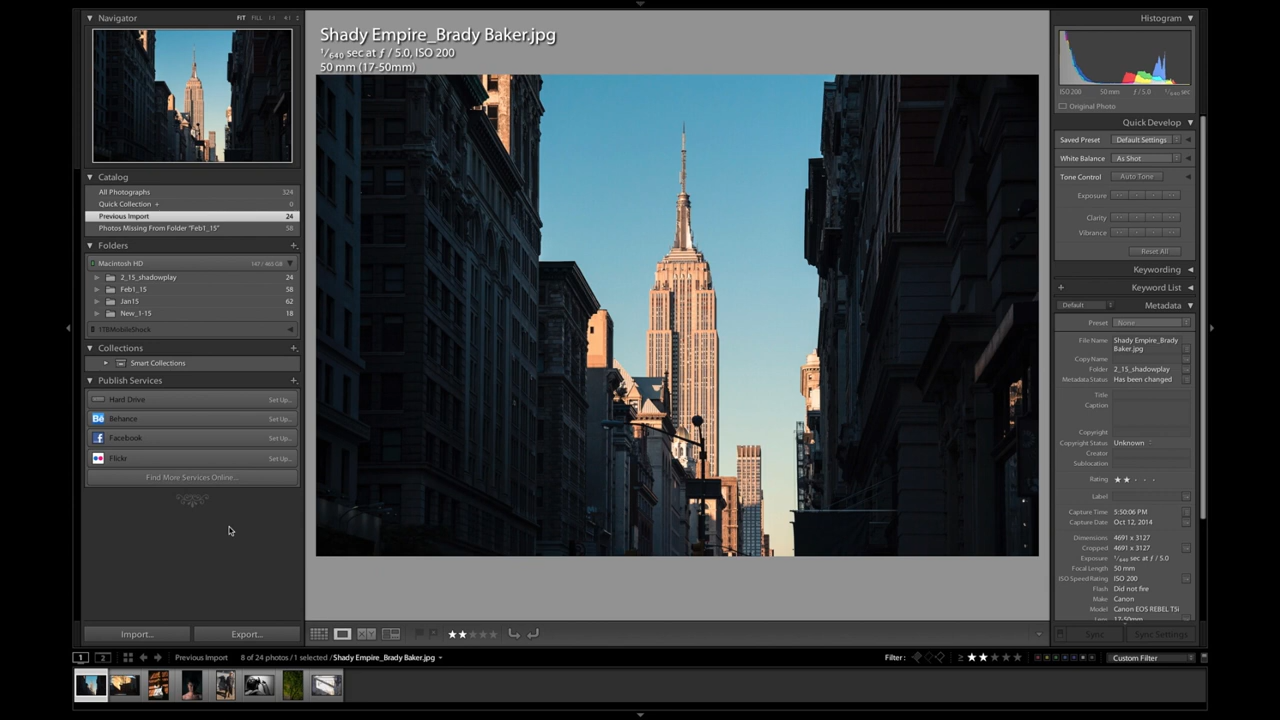 Navigator
FIT FILL 1:1 4:1
Catalog
All Photographs 324
Quick Collection + 0
Previous Import 24
Photos Missing From Folder "Feb1_15" 58
Folders +
Macintosh HD 147 / 465 GB
2_15_shadowplay 24
Feb1_15 58
Jan15 62
New_1-15 18
1TBMobileShock
Collections +
Smart Collections
Publish Services +
Hard Drive Set Up...
Bē Behance Set Up...
f Facebook Set Up...
Flickr Set Up...
Find More Services Online...
Import... Export...
Shady Empire_Brady Baker.jpg
1/640 sec at ƒ / 5.0, ISO 200
50 mm (17-50mm)
Histogram
ISO 200 50 mm ƒ / 5.0 1/640 sec
Original Photo
Quick Develop
Saved Preset Default Settings
White Balance As Shot
Tone Control Auto Tone
Exposure
Clarity
Vibrance
Reset All
Keywording
+ Keyword List
Default Metadata
Preset None
File Name Shady Empire_Brady
Baker.jpg
Copy Name
Folder 2_15_shadowplay
Metadata Status Has been changed
Title
Caption
Copyright
Copyright Status Unknown
Creator
Sublocation
Rating ★ ★ . . .
Label
Capture Time 5:50:06 PM
Capture Date Oct 12, 2014
Dimensions 4691 x 3127
Cropped 4691 x 3127
Exposure 1/640 sec at ƒ / 5.0
Focal Length 50 mm
ISO Speed Rating ISO 200
Flash Did not fire
Make Canon
Model Canon EOS REBEL T5i
Lens 17-50mm
Sync Sync Settings
1 2 Previous Import 8 of 24 photos / 1 selected / Shady Empire_Brady Baker.jpg
Filter : ≥ ★★★★★ Custom Filter